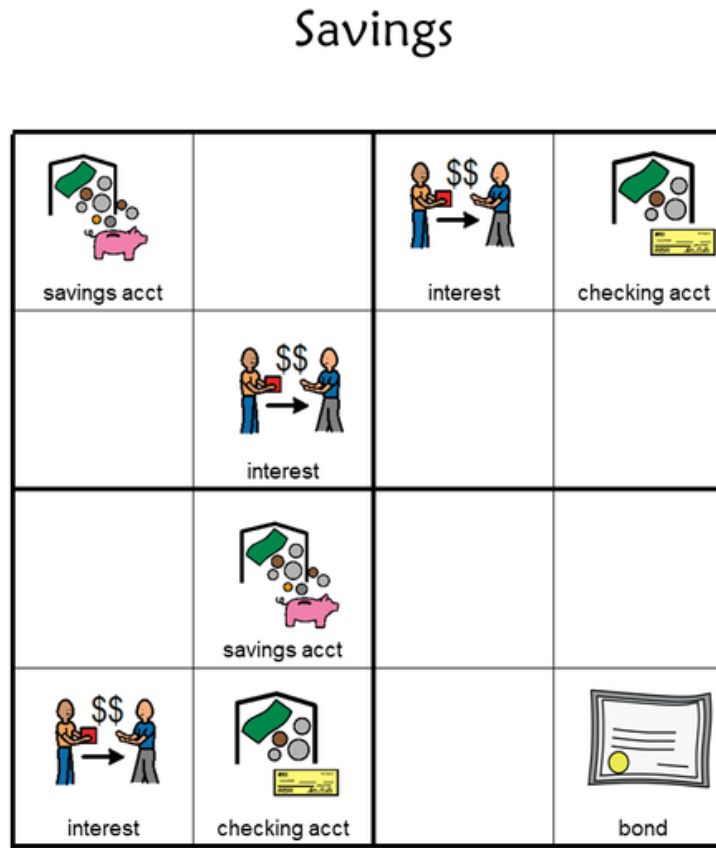 Savings
$$
savings acct
interest
checking acct
$$
interest
savings acct
$$
interest
checking acct
bond